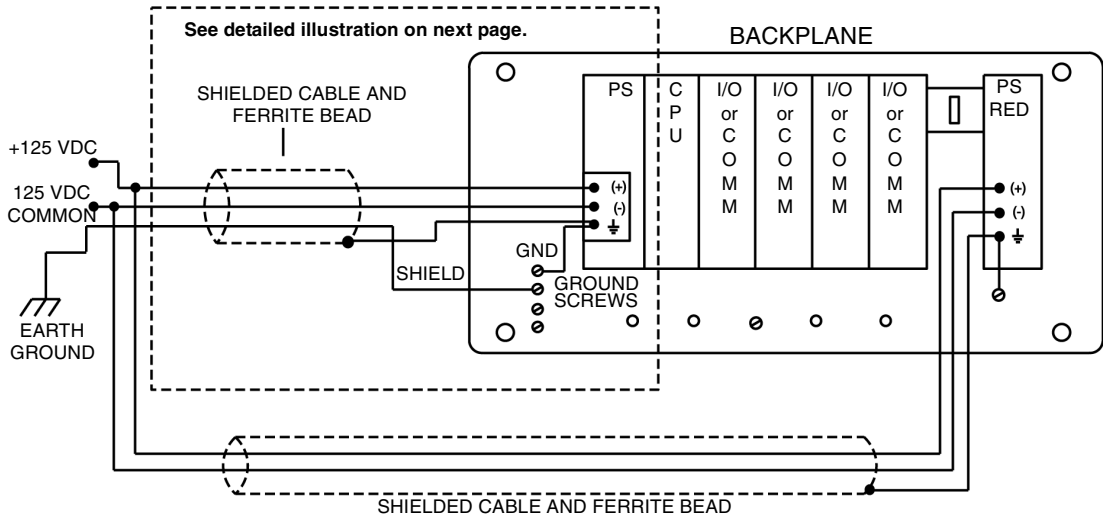 See detailed illustration on next page.
BACKPLANE
SHIELDED CABLE AND
FERRITE BEAD
+125 VDC
125 VDC
COMMON
EARTH
GROUND
SHIELD
GND
GROUND
SCREWS
PS
(+)
(-)
C
P
U
I/O
or
C
O
M
M
I/O
or
C
O
M
M
I/O
or
C
O
M
M
I/O
or
C
O
M
M
PS
RED
(+)
(-)
SHIELDED CABLE AND FERRITE BEAD